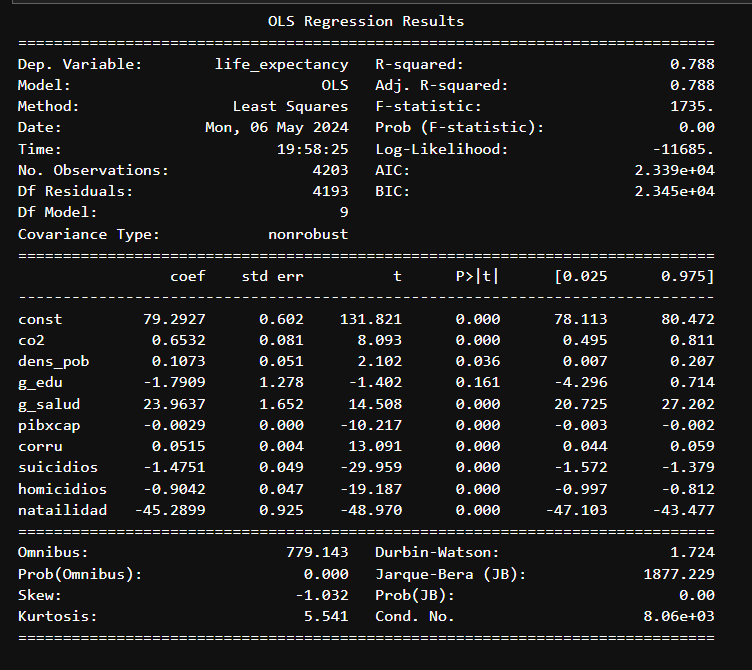 OLS Regression Results
==============================================================================
Dep. Variable: life_expectancy R-squared: 0.788
Model: OLS Adj. R-squared: 0.788
Method: Least Squares F-statistic: 1735.
Date: Mon, 06 May 2024 Prob (F-statistic): 0.00
Time: 19:58:25 Log-Likelihood: -11685.
No. Observations: 4203 AIC: 2.339e+04
Df Residuals: 4193 BIC: 2.345e+04
Df Model: 9
Covariance Type: nonrobust
==============================================================================
coef std err t P>|t| [0.025 0.975]
------------------------------------------------------------------------------
const 79.2927 0.602 131.821 0.000 78.113 80.472
co2 0.6532 0.081 8.093 0.000 0.495 0.811
dens_pob 0.1073 0.051 2.102 0.036 0.007 0.207
g_edu -1.7909 1.278 -1.402 0.161 -4.296 0.714
g_salud 23.9637 1.652 14.508 0.000 20.725 27.202
pibxcap -0.0029 0.000 -10.217 0.000 -0.003 -0.002
corru 0.0515 0.004 13.091 0.000 0.044 0.059
suicidios -1.4751 0.049 -29.959 0.000 -1.572 -1.379
homicidios -0.9042 0.047 -19.187 0.000 -0.997 -0.812
natailidad -45.2899 0.925 -48.970 0.000 -47.103 -43.477
==============================================================================
Omnibus: 779.143 Durbin-Watson: 1.724
Prob(Omnibus): 0.000 Jarque-Bera (JB): 1877.229
Skew: -1.032 Prob(JB): 0.00
Kurtosis: 5.541 Cond. No. 8.06e+03
==============================================================================